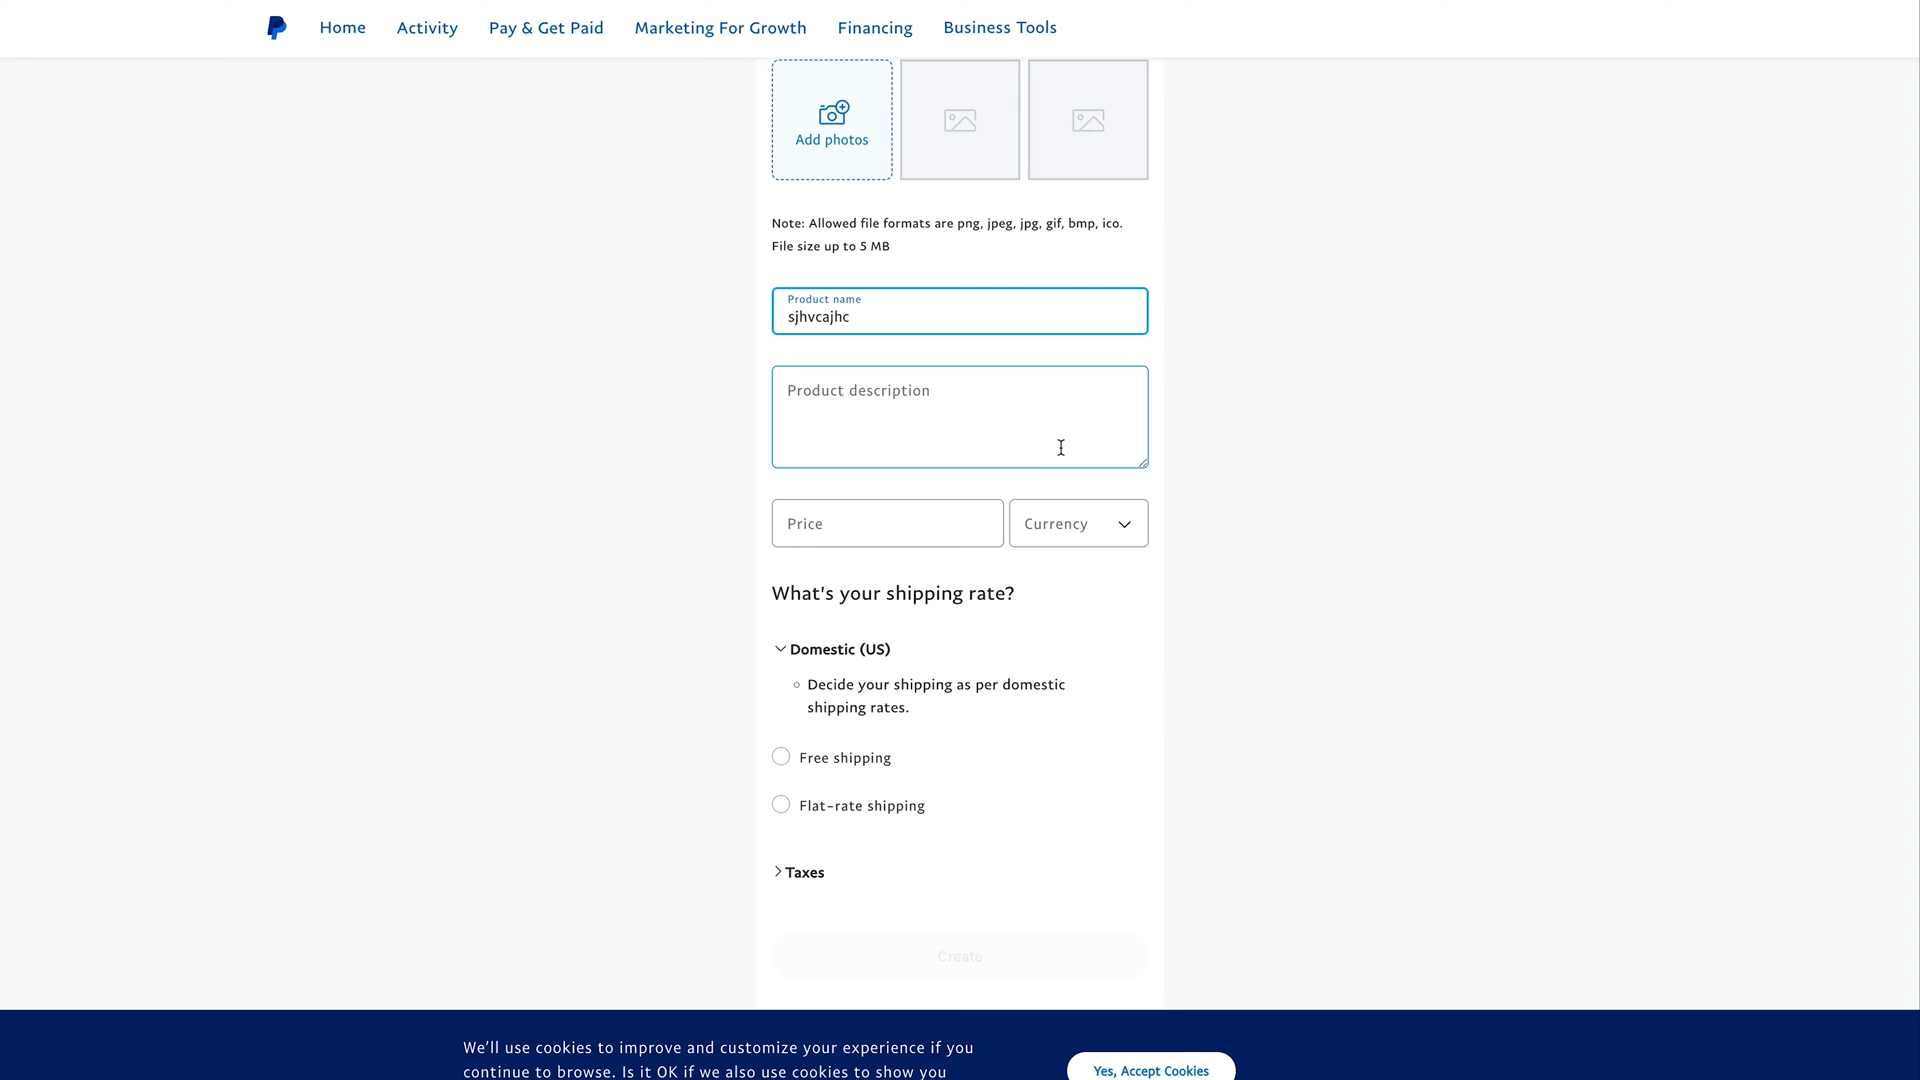 Home Activity Pay & Get Paid Marketing For Growth Financing Business Tools
Add photos
Note: Allowed file formats are png, jpeg, jpg, gif, bmp, ico.
File size up to 5 MB
Product name
sjhvcajhc
Product description
Price Currency
What's your shipping rate?
Domestic (US)
Decide your shipping as per domestic
shipping rates.
Free shipping
Flat-rate shipping
Taxes
Create
We'll use cookies to improve and customize your experience if you
continue to browse. Is it OK if we also use cookies to show you
Yes, Accept Cookies